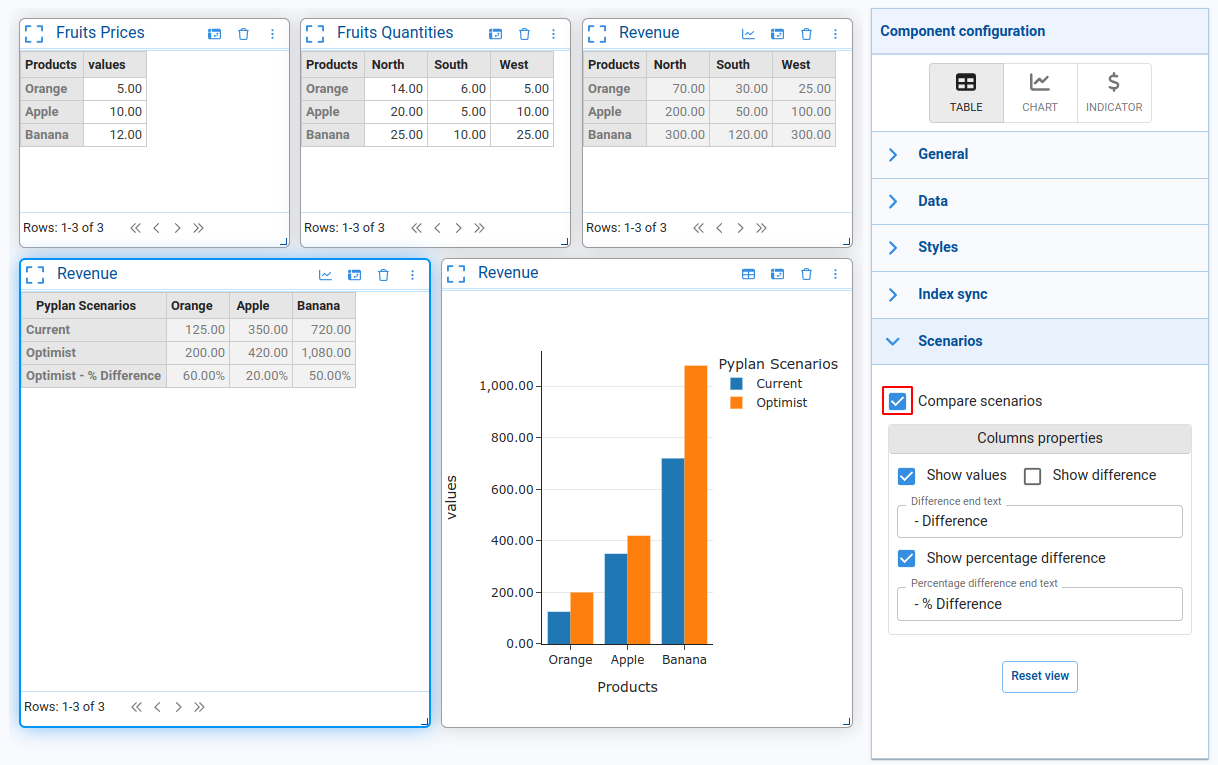 Fruits Prices
Products values
Orange 5.00
Apple 10.00
Banana 12.00
Rows: 1-3 of 3
Fruits Quantities
Products North South West
Orange 14.00 6.00 5.00
Apple 20.00 5.00 10.00
Banana 25.00 10.00 25.00
Rows: 1-3 of 3
Revenue
Products North South West
Orange 70.00 30.00 25.00
Apple 200.00 50.00 100.00
Banana 300.00 120.00 300.00
Rows: 1-3 of 3
Revenue
Pyplan Scenarios Orange Apple Banana
Current 125.00 350.00 720.00
Optimist 200.00 420.00 1,080.00
Optimist - % Difference 60.00% 20.00% 50.00%
Rows: 1-3 of 3
Revenue
Pyplan Scenarios
Current
Optimist
1,000.00
800.00
600.00
400.00
200.00
0.00
values
Orange Apple Banana
Products
Component configuration
TABLE CHART INDICATOR
General
Data
Styles
Index sync
Scenarios
Compare scenarios
Columns properties
Show values Show difference
Difference end text
- Difference
Show percentage difference
Percentage difference end text
- % Difference
Reset view